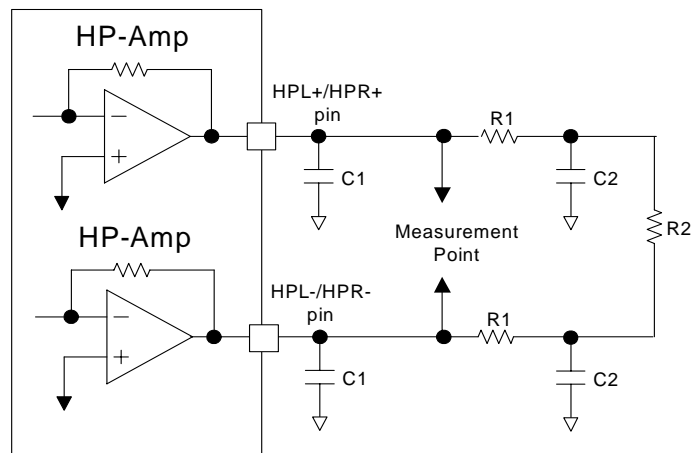 HP-Amp
HPL+/HPR+
pin
R1
−
+
C1
C2
R2
Measurement
Point
HP-Amp
HPL-/HPR-
pin
R1
−
+
C1
C2